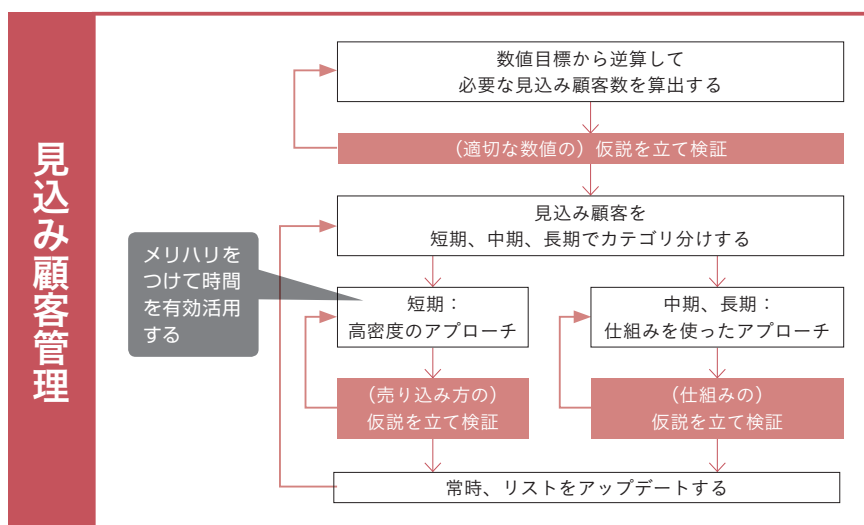 見込み顧客管理
数値目標から逆算して
必要な見込み顧客数を算出する
(適切な数値の)仮説を立て検証
見込み顧客を
短期、中期、長期でカテゴリ分けする
メリハリを
つけて時間
を有効活用
する
短期:
高密度のアプローチ
中期、長期:
仕組みを使ったアプローチ
(売り込み方の)
仮説を立て検証
(仕組みの)
仮説を立て検証
常時、リストをアップデートする